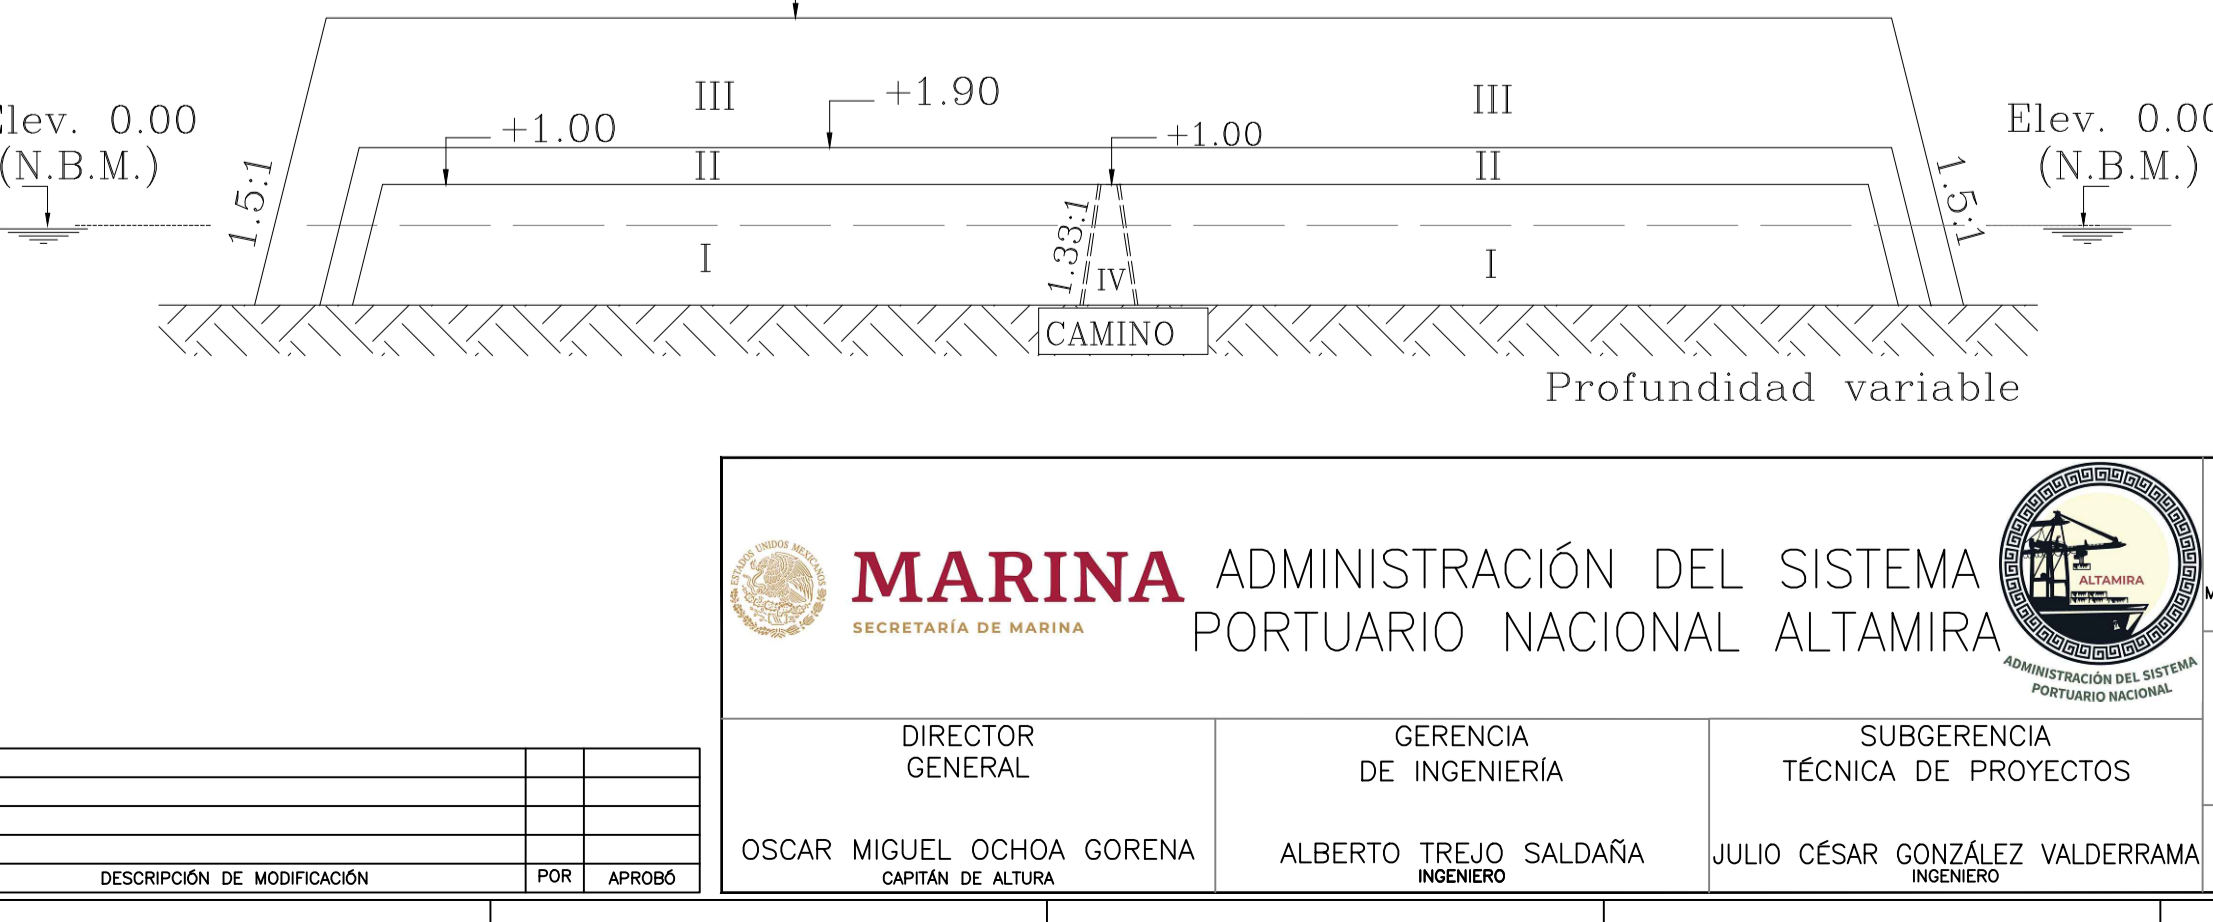 III
+1.90
III
Elev. 0.00
(N.B.M.)
+1.00
+1.00
Elev. 0.00
(N.B.M.)
1.5:1
II
II
1.5:1
1.33:1
I
IV
I
CAMINO
Profundidad variable
ESTADOS UNIDOS MEXICANOS
MARINA
SECRETARÍA DE MARINA
ADMINISTRACIÓN DEL SISTEMA
PORTUARIO NACIONAL ALTAMIRA
ALTAMIRA
ADMINISTRACIÓN DEL SISTEMA
PORTUARIO NACIONAL
DIRECTOR
GENERAL
OSCAR MIGUEL OCHOA GORENA
CAPITÁN DE ALTURA
GERENCIA
DE INGENIERÍA
ALBERTO TREJO SALDAÑA
INGENIERO
SUBGERENCIA
TÉCNICA DE PROYECTOS
JULIO CÉSAR GONZÁLEZ VALDERRAMA
INGENIERO
DESCRIPCIÓN DE MODIFICACIÓN
POR
APROBÓ